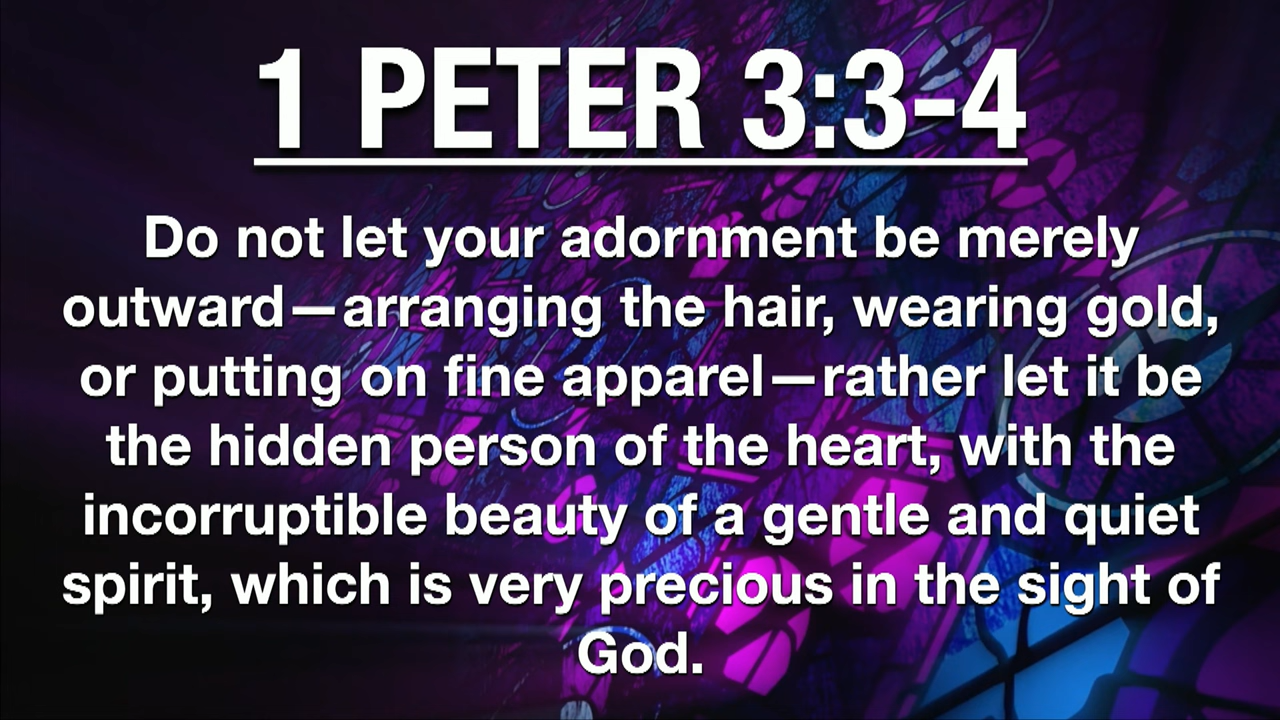 1 PETER 3:3-4
Do not let your adornment be merely
outward—arranging the hair, wearing gold,
or putting on fine apparel—rather let it be
the hidden person of the heart, with the
incorruptible beauty of a gentle and quiet
spirit, which is very precious in the sight of
God.